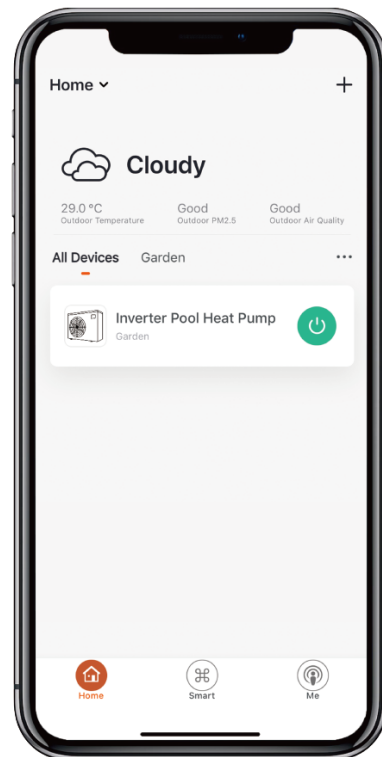 Home
Cloudy
29.0 °C Good Good
Outdoor Temperature Outdoor PM2.5 Outdoor Air Quality
All Devices Garden
Inverter Pool Heat Pump
Garden
Home Smart Me